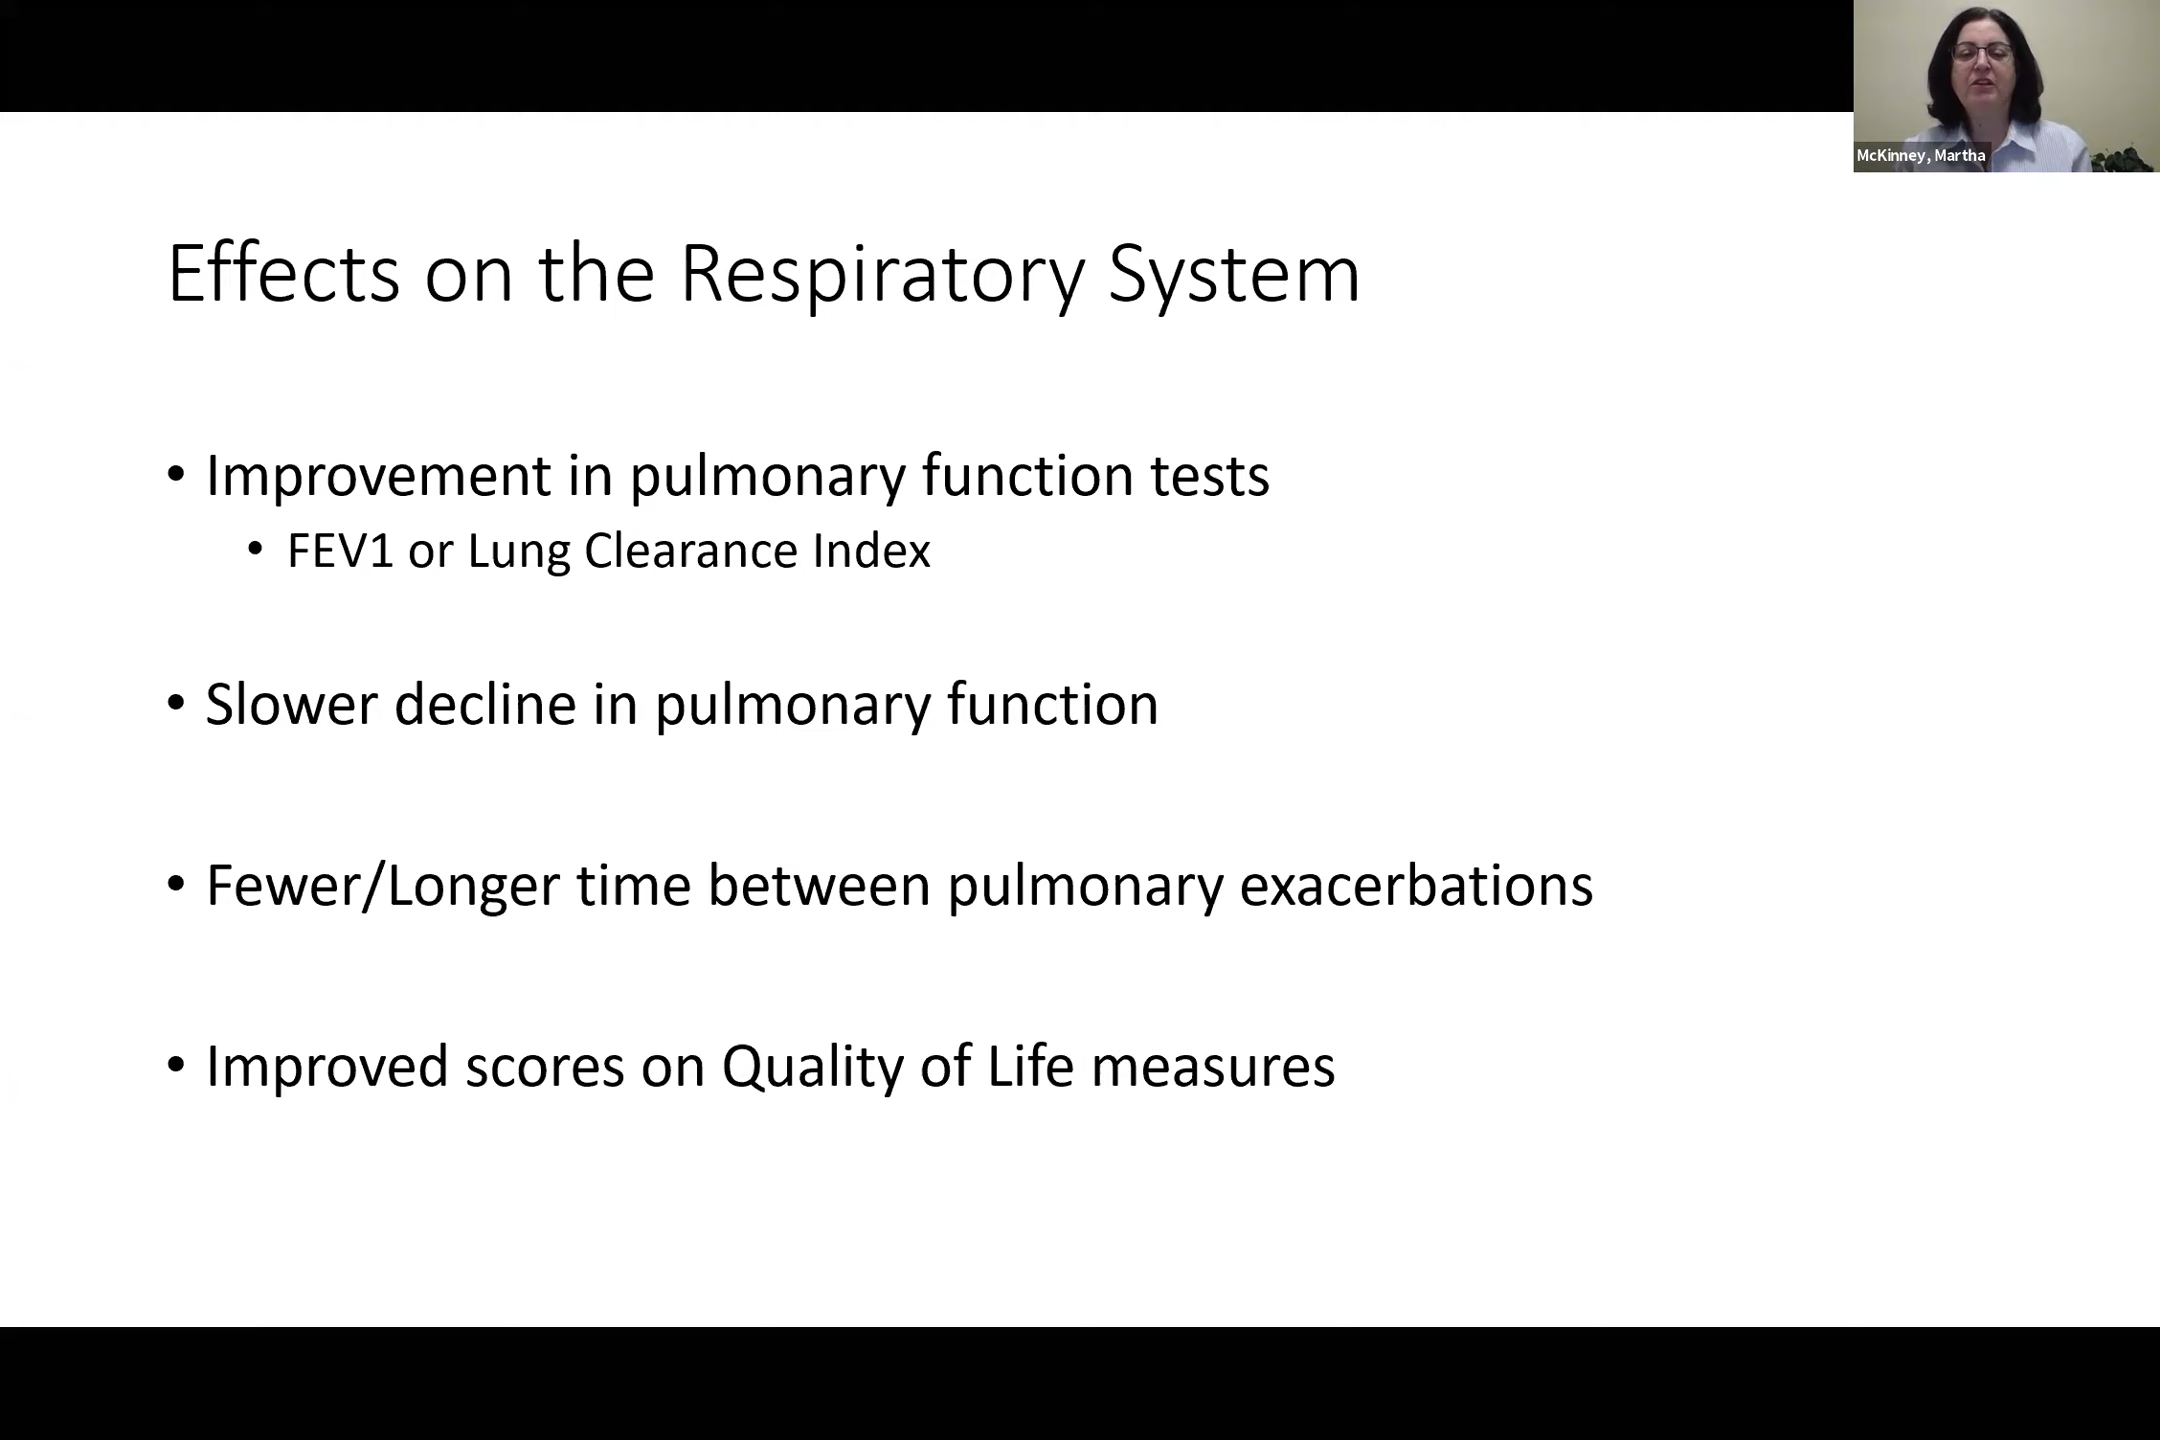 McKinney, Martha
Effects on the Respiratory System
• Improvement in pulmonary function tests
• FEV1 or Lung Clearance Index
• Slower decline in pulmonary function
• Fewer/Longer time between pulmonary exacerbations
• Improved scores on Quality of Life measures